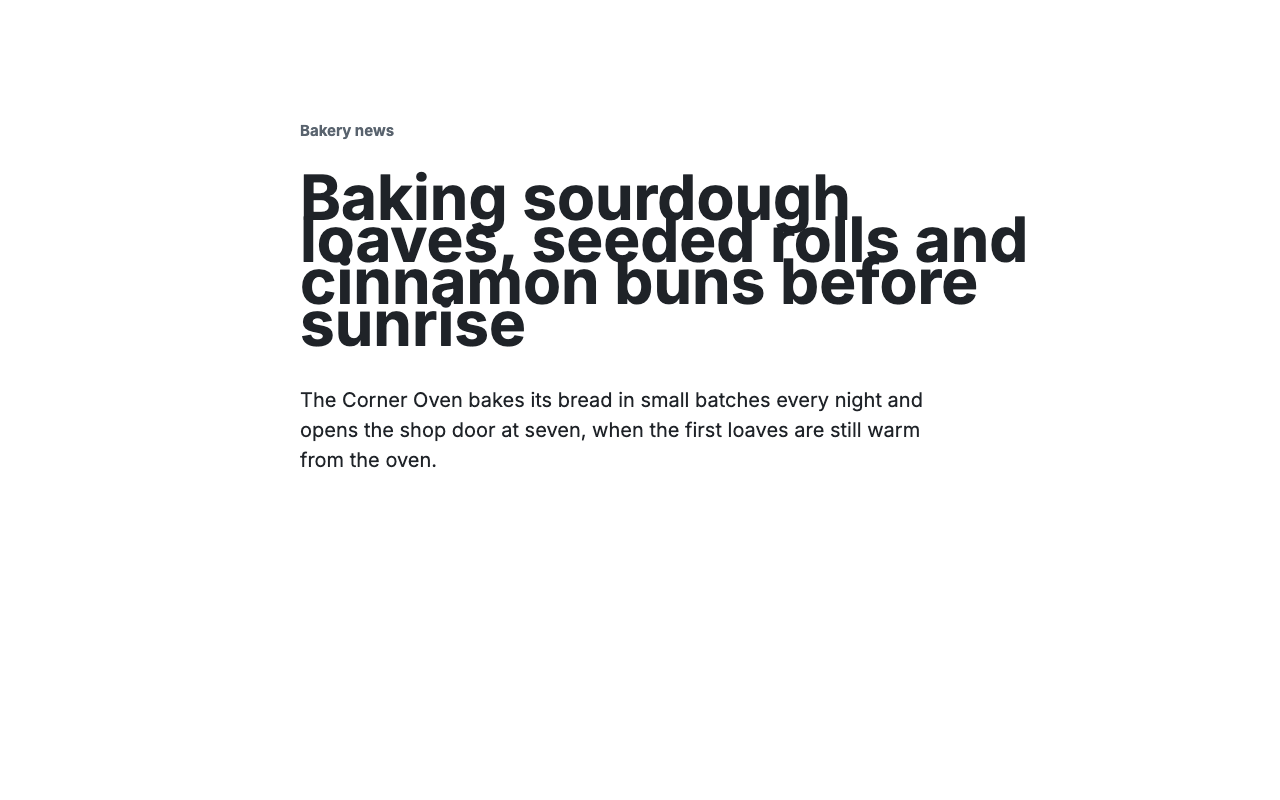 Bakery news
Baking sourdough
loaves, seeded rolls and
cinnamon buns before
sunrise
The Corner Oven bakes its bread in small batches every night and
opens the shop door at seven, when the first loaves are still warm
from the oven.